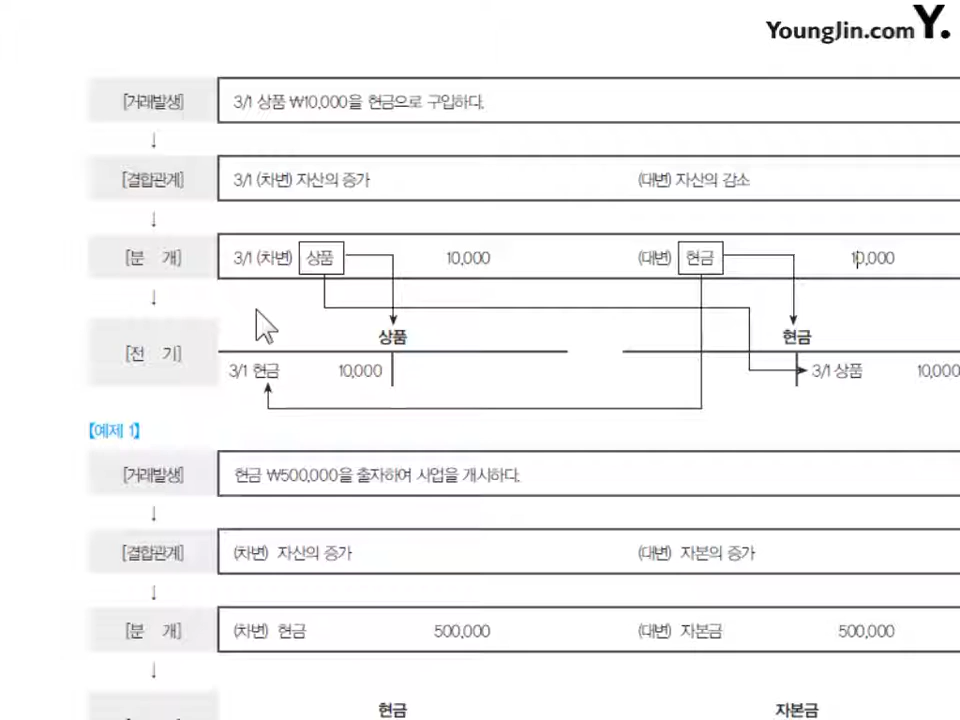 YoungJin.com Y.
[거래발생] 3/1 상품 ₩10,000을 현금으로 구입하다.
↓
[결합관계] 3/1 (차변) 자산의 증가 (대변) 자산의 감소
↓
[분 개] 3/1 (차변) 상품 10,000 (대변) 현금 10,000
↓
상품 현금
[전 기] 3/1 현금 10,000 3/1 상품 10,000
【예제 1】
[거래발생] 현금 ₩500,000을 출자하여 사업을 개시하다.
↓
[결합관계] (차변) 자산의 증가 (대변) 자본의 증가
↓
[분 개] (차변) 현금 500,000 (대변) 자본금 500,000
↓
현금 자본금